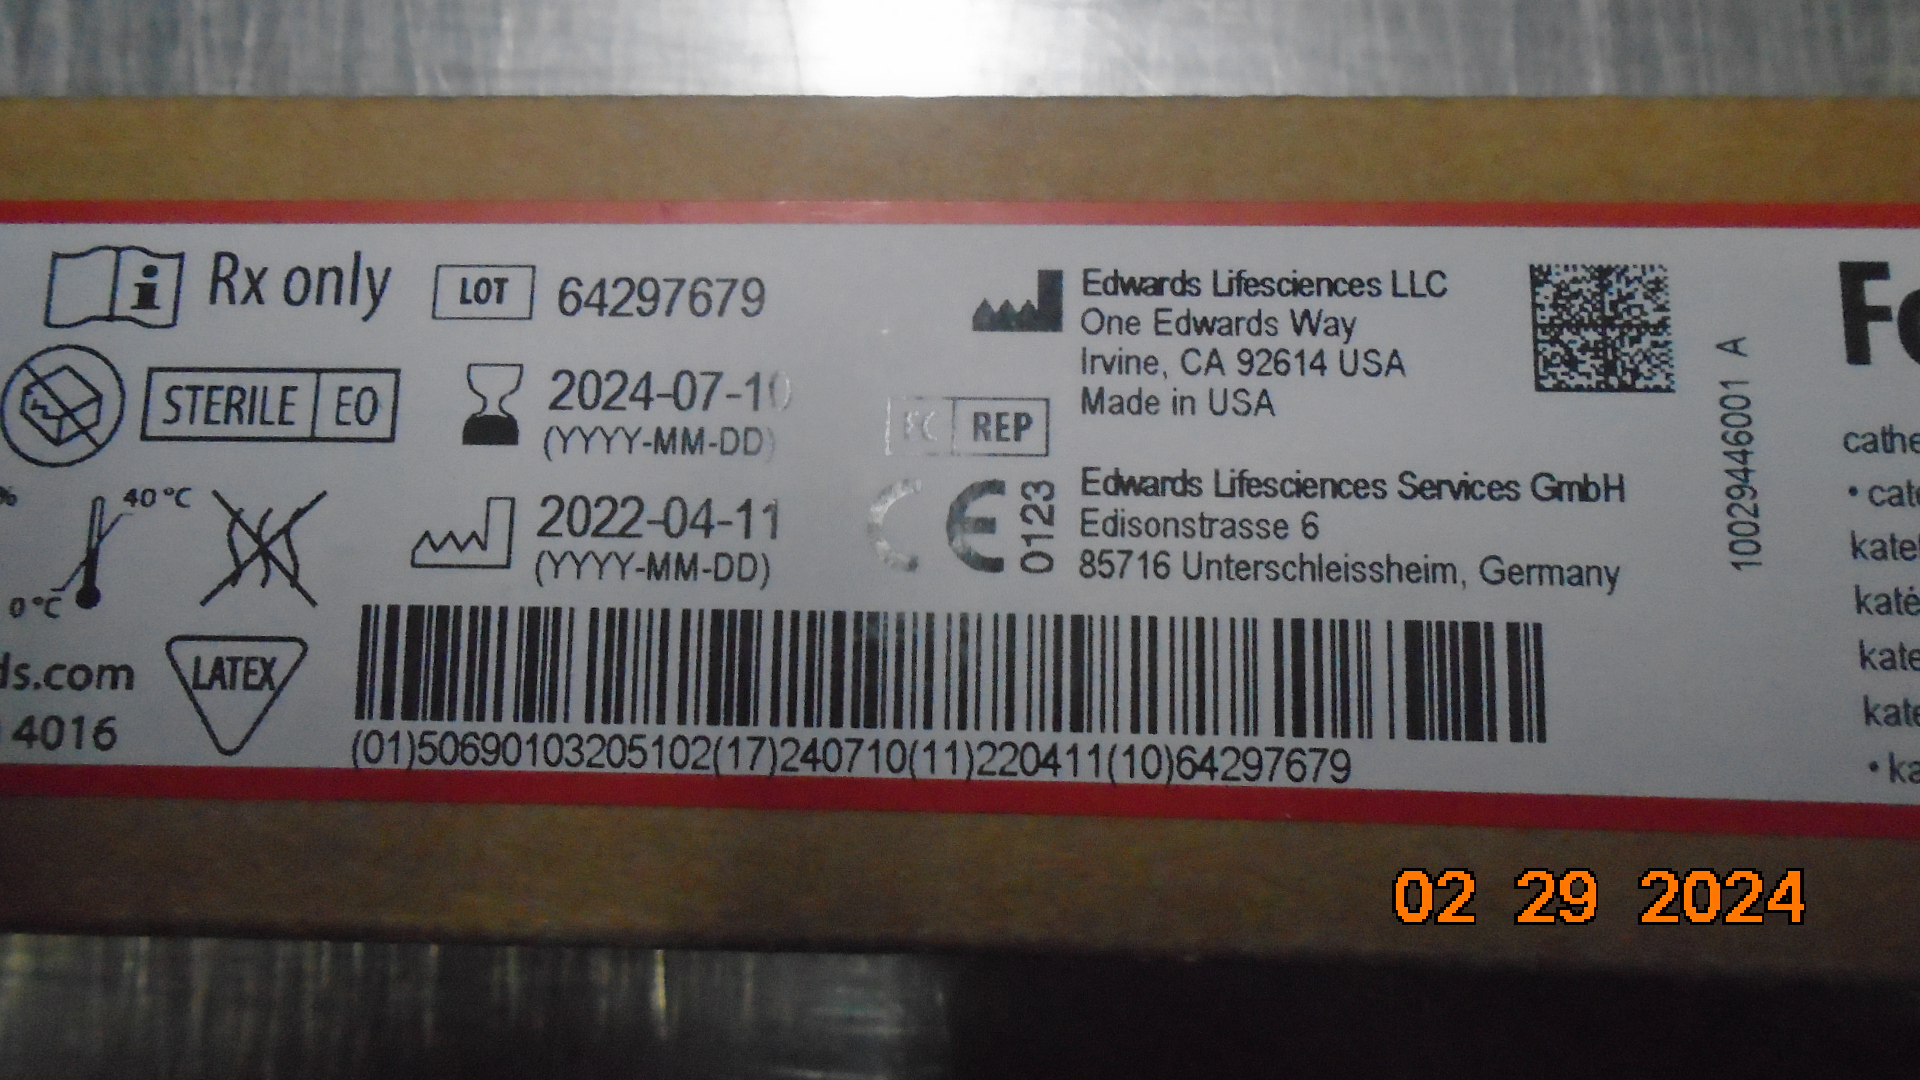 Rx only
LOT 64297679
STERILE EO
2024-07-10
(YYYY-MM-DD)
40 °C
0 °C
2022-04-11
(YYYY-MM-DD)
LATEX
ds.com
4016
Edwards Lifesciences LLC
One Edwards Way
Irvine, CA 92614 USA
Made in USA
EC REP
CE 0123
Edwards Lifesciences Services GmbH
Edisonstrasse 6
85716 Unterschleissheim, Germany
(01)50690103205102(17)240710(11)220411(10)64297679
1002946001 A
02 29 2024